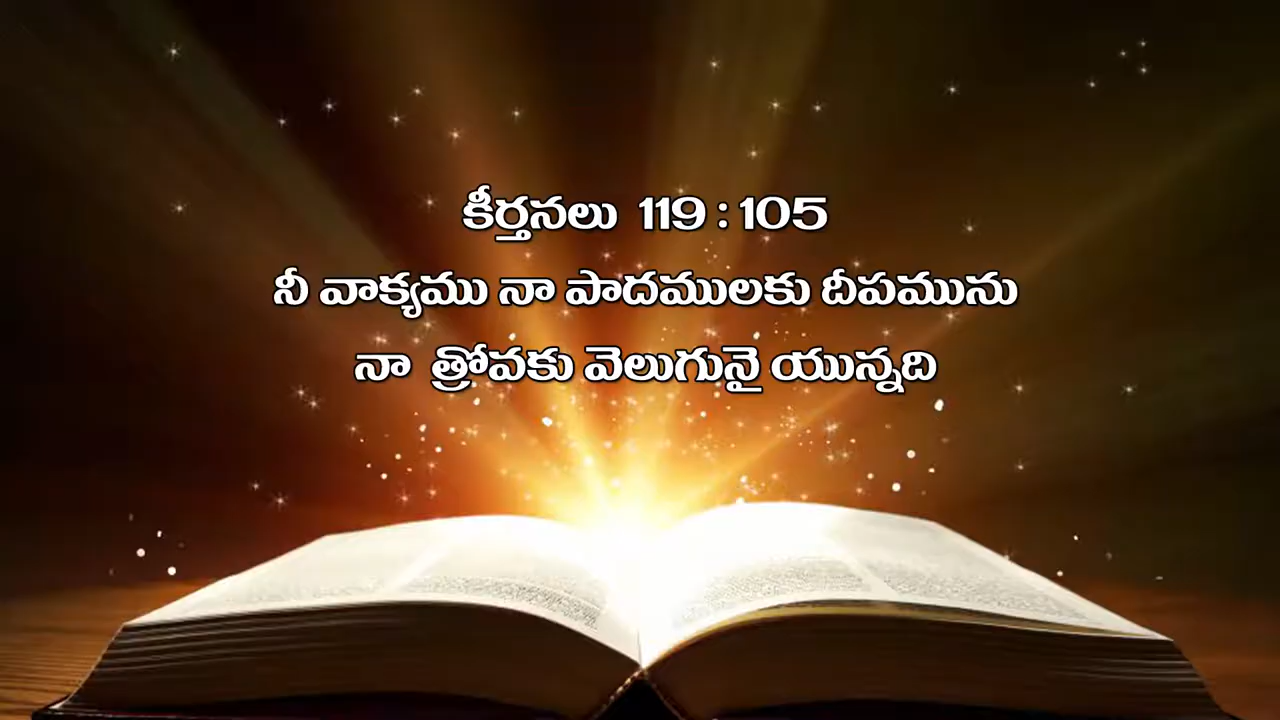 కీర్తనలు 119 : 105
నీ వాక్యము నా పాదములకు దీపమును
నా త్రోవకు వెలుగునై యున్నది